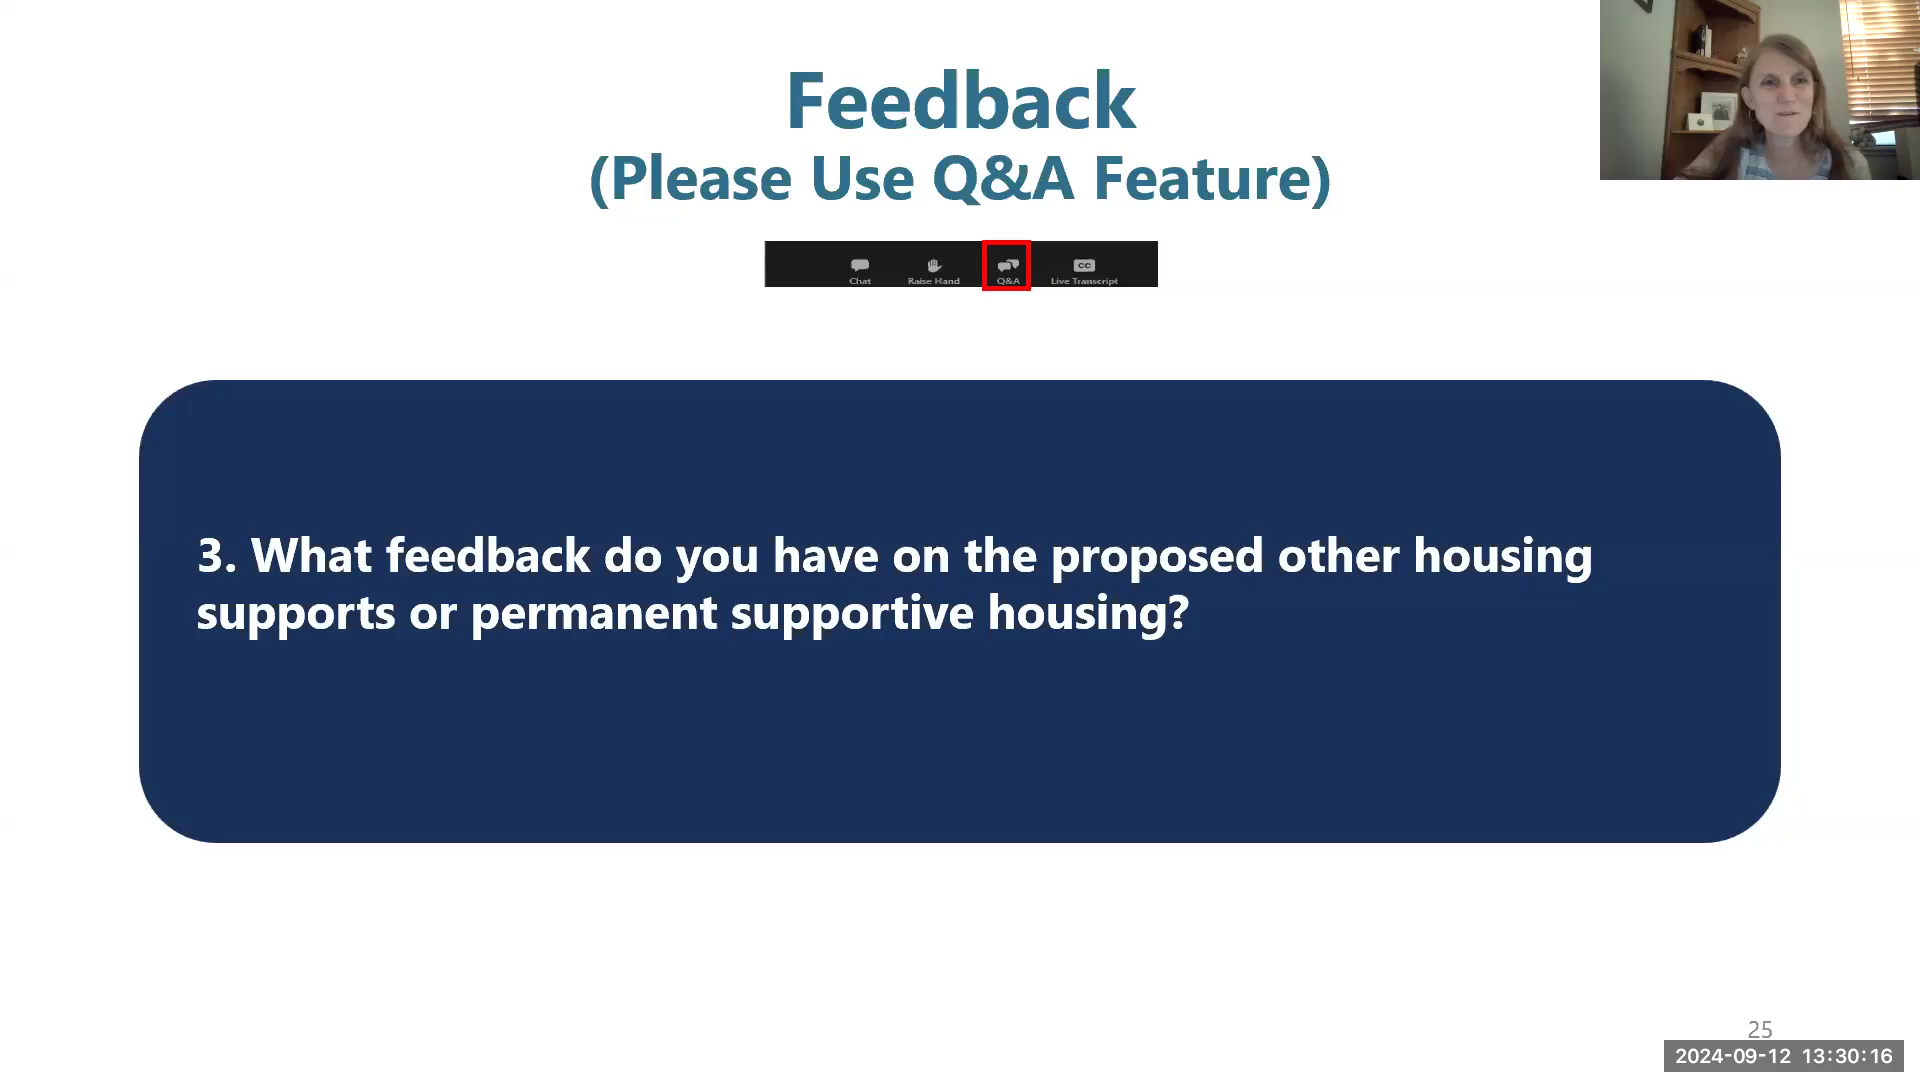 Feedback
(Please Use Q&A Feature)
Chat Raise Hand Q&A Live Transcript
3. What feedback do you have on the proposed other housing
supports or permanent supportive housing?
25
2024-09-12 13:30:16